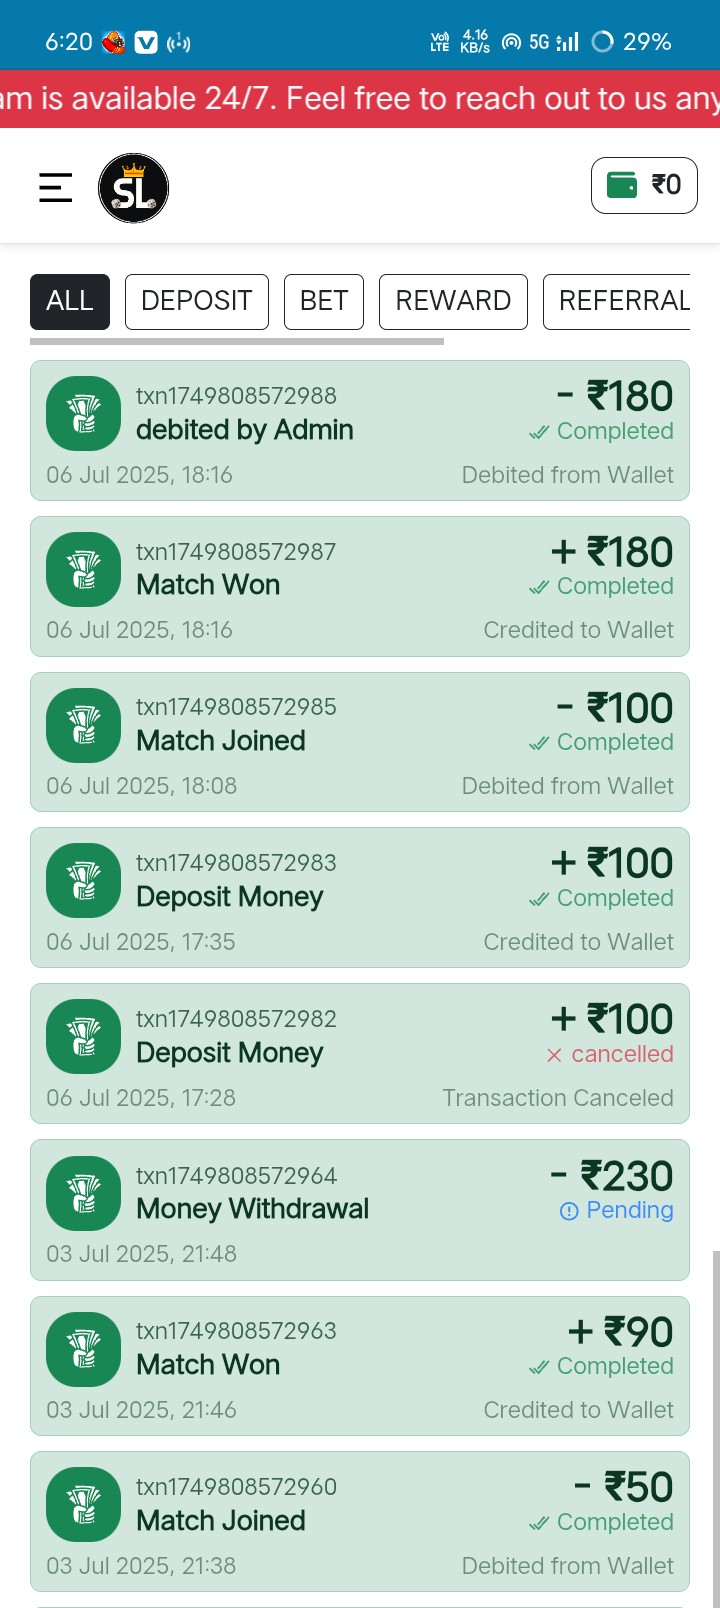 6:20 Vo) LTE 4.16 KB/s 5G 29%
am is available 24/7. Feel free to reach out to us any
SL ₹0
ALL DEPOSIT BET REWARD REFERRAL
txn1749808572988 - ₹180
debited by Admin Completed
06 Jul 2025, 18:16 Debited from Wallet
txn1749808572987 + ₹180
Match Won Completed
06 Jul 2025, 18:16 Credited to Wallet
txn1749808572985 - ₹100
Match Joined Completed
06 Jul 2025, 18:08 Debited from Wallet
txn1749808572983 + ₹100
Deposit Money Completed
06 Jul 2025, 17:35 Credited to Wallet
txn1749808572982 + ₹100
Deposit Money cancelled
06 Jul 2025, 17:28 Transaction Canceled
txn1749808572964 - ₹230
Money Withdrawal Pending
03 Jul 2025, 21:48
txn1749808572963 + ₹90
Match Won Completed
03 Jul 2025, 21:46 Credited to Wallet
txn1749808572960 - ₹50
Match Joined Completed
03 Jul 2025, 21:38 Debited from Wallet